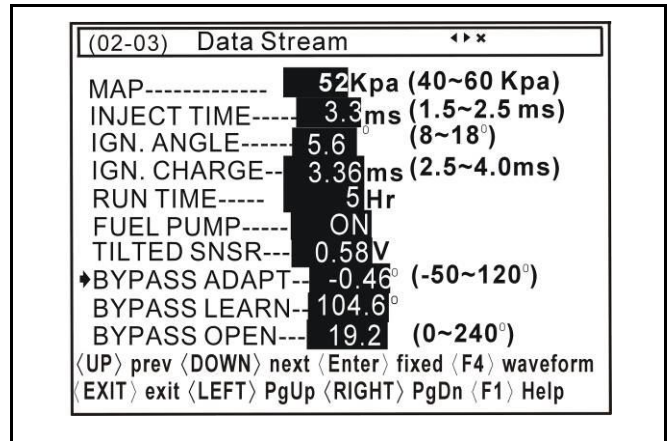 (02-03) Data Stream
MAP------------- 52Kpa (40~60 Kpa)
INJECT TIME----- 3.3ms (1.5~2.5 ms)
IGN. ANGLE------ 5.6° (8~18°)
IGN. CHARGE-- 3.36ms (2.5~4.0ms)
RUN TIME----- 5Hr
FUEL PUMP----- ON
TILTED SNSR--- 0.58V
➧BYPASS ADAPT-- -0.46° (-50~120°)
BYPASS LEARN-- 104.6°
BYPASS OPEN--- 19.2 (0~240°)
〈UP〉 prev 〈DOWN〉 next 〈Enter〉 fixed 〈F4〉 waveform
〈EXIT〉 exit 〈LEFT〉 PgUp 〈RIGHT〉 PgDn 〈F1〉 Help